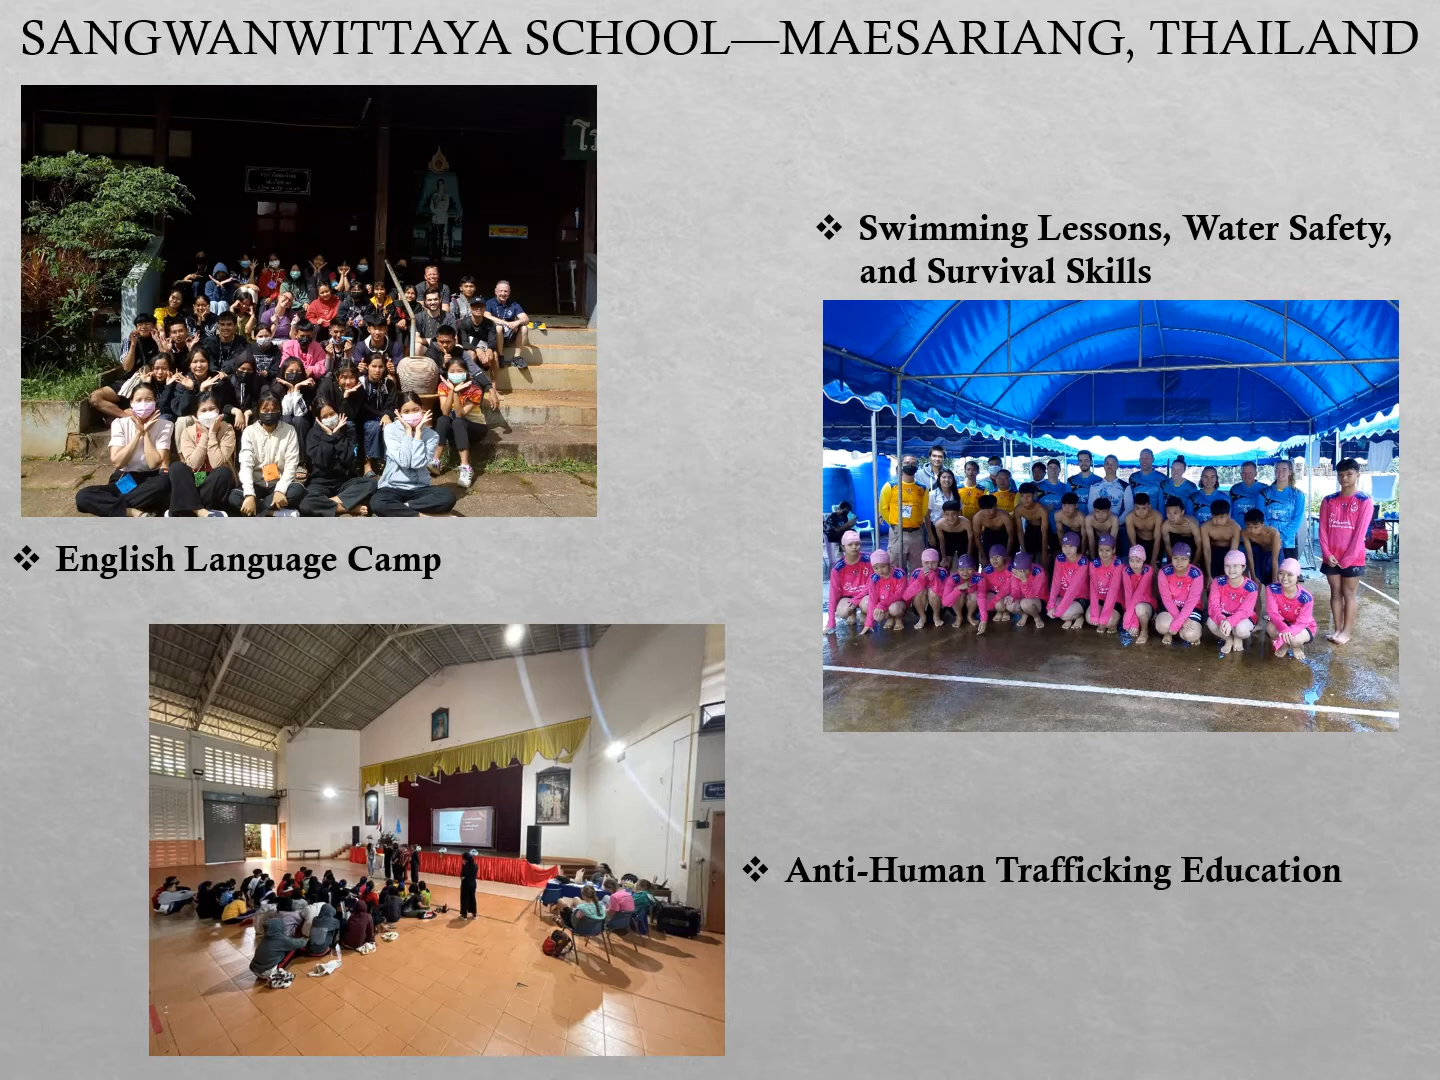 SANGWANWITTAYA SCHOOL—MAESARIANG, THAILAND
❖ Swimming Lessons, Water Safety,
and Survival Skills
❖ English Language Camp
❖ Anti-Human Trafficking Education